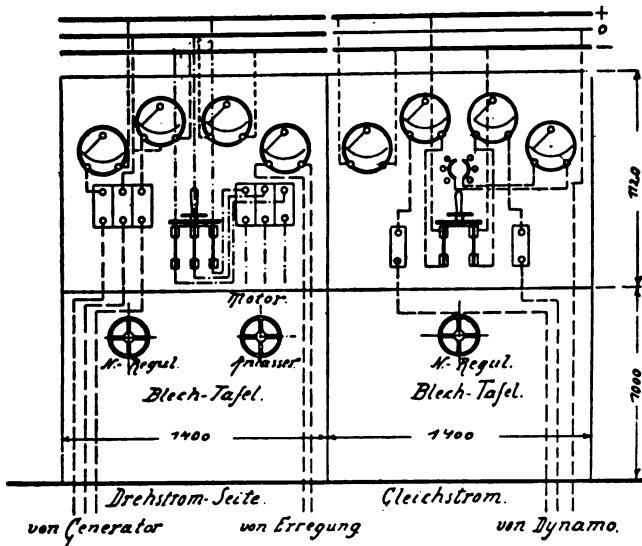 +
0
-
1120
Motor.
N.-Regul.
Anlasser.
N.-Regul.
Blech-Tafel.
Blech-Tafel.
1400
1400
1000
Drehstrom-Seite.
Gleichstrom.
von Generator
von Erregung
von Dynamo.